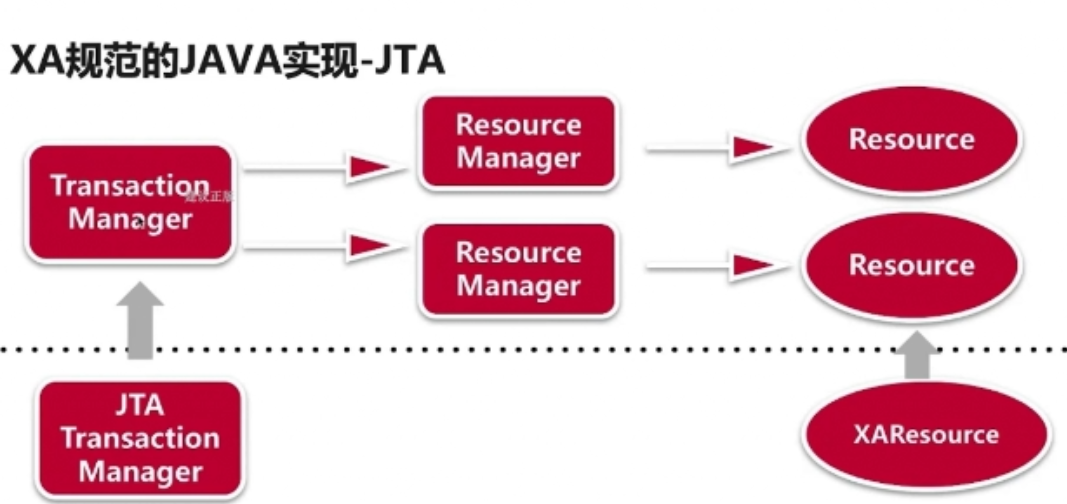 XA规范的JAVA实现-JTA
Resource
Manager
Resource
Transaction
Manager
Resource
Manager
Resource
JTA
Transaction
Manager
XAResource